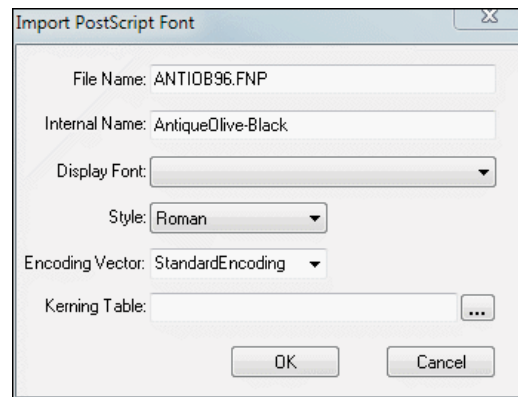 Import PostScript Font
File Name: ANTIOB96.FNP
Internal Name: AntiqueOlive-Black
Display Font:
Style: Roman
Encoding Vector: StandardEncoding
Kerning Table: ...
OK Cancel